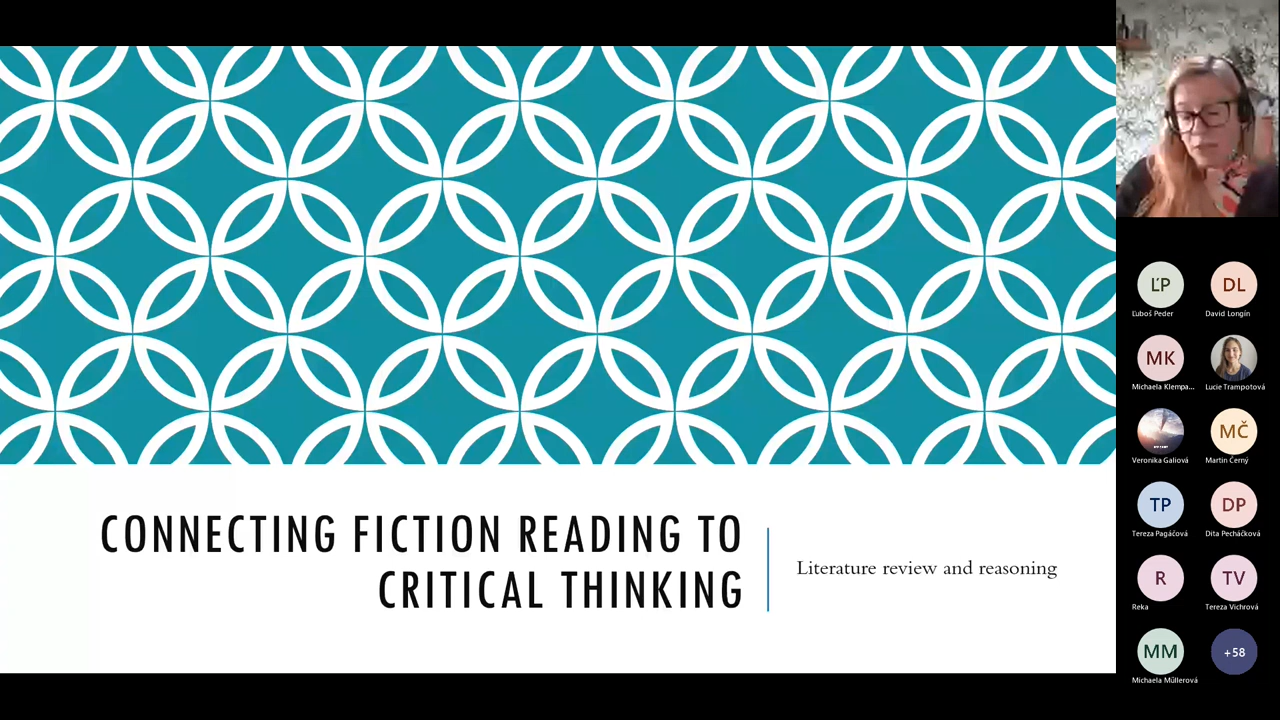 CONNECTING FICTION READING TO
CRITICAL THINKING
Literature review and reasoning
ĽP
Ľuboš Peder
DL
David Longin
MK
Michaela Klempa...
Lucie Trampotová
Veronika Galiová
MČ
Martin Černý
TP
Tereza Pagáčová
DP
Dita Pecháčková
R
Reka
TV
Tereza Vichrová
MM
Michaela Müllerová
+58